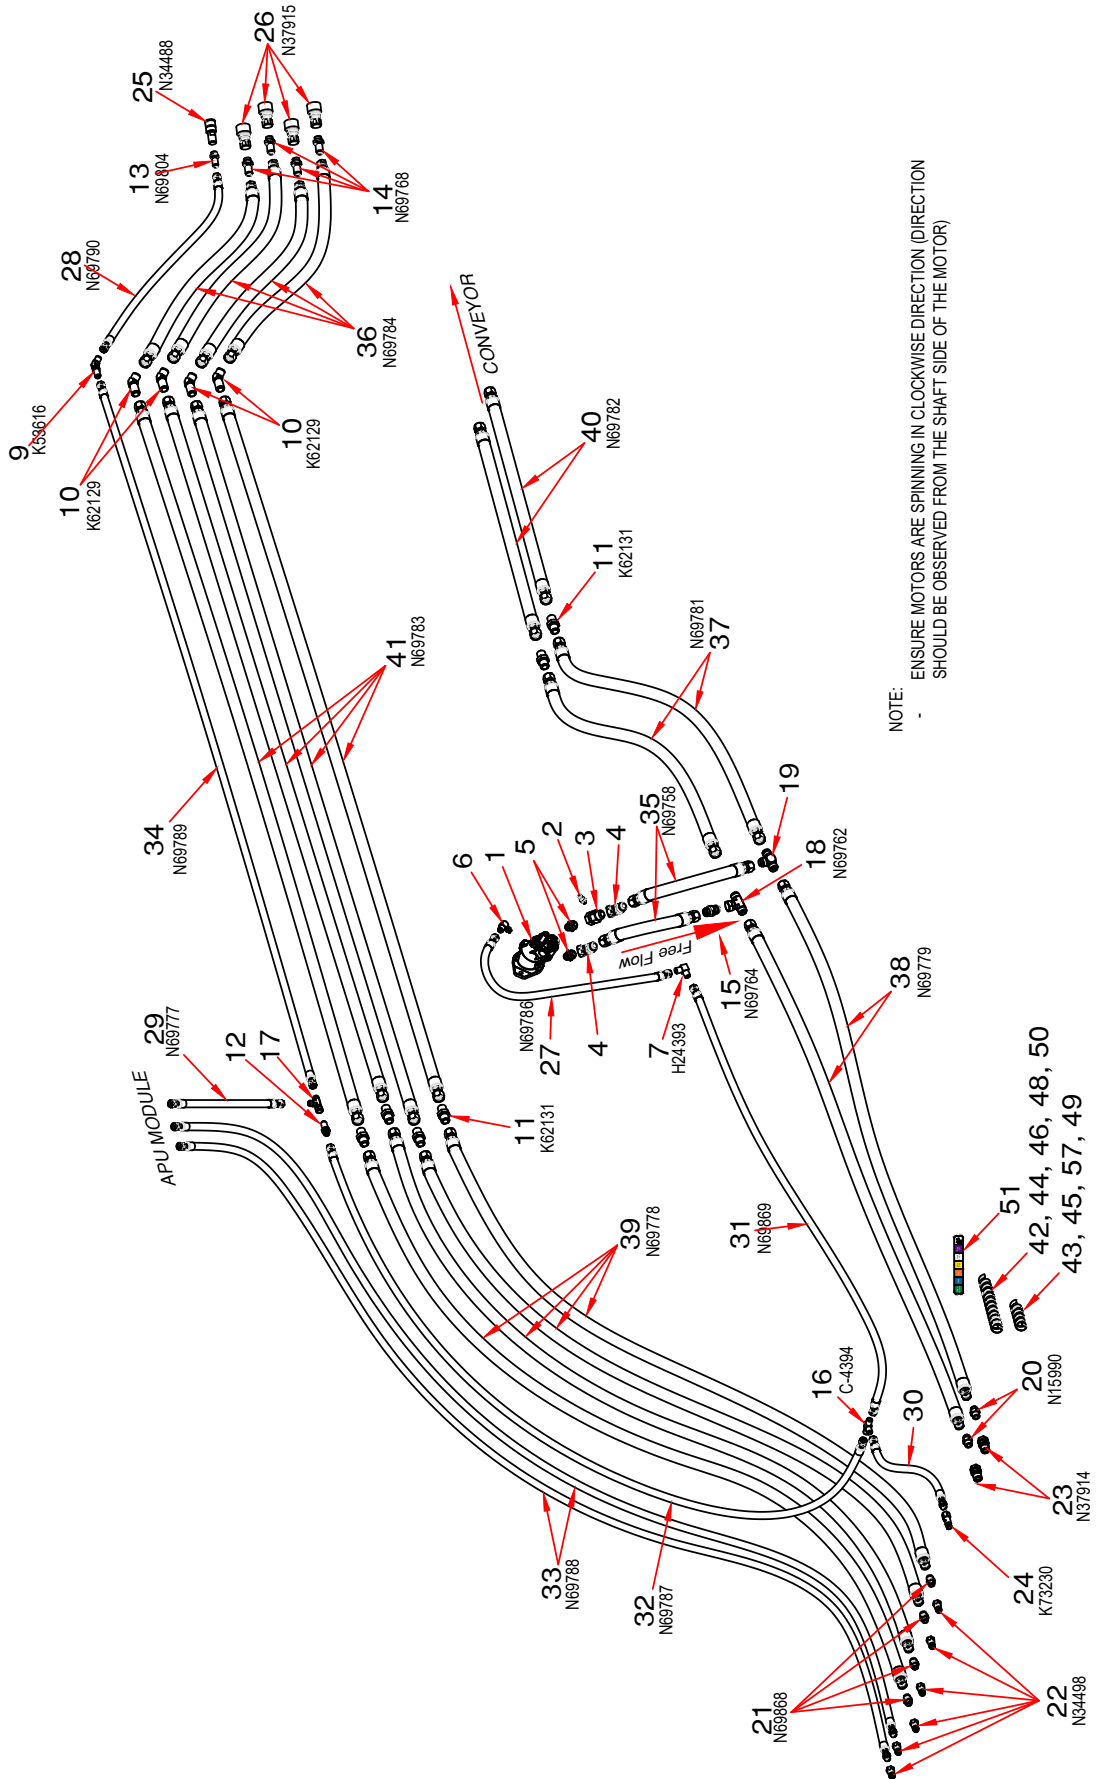 9
K53616
10
K62129
28
N69790
13
N69804
25
N34488
26
N37915
14
N69768
36
N69784
10
K62129
34
N69789
41
N69783
CONVEYOR
40
N69782
11
K62131
N69781
37
APU MODULE
29
N69777
12
17
11
K62131
6
1
5
2
3
4
35
N69758
19
18
N69762
Free Flow
15
N69764
N69786
27
4
7
H24393
38
N69779
39
N69778
31
N69869
33
N69788
32
N69787
16
C-4394
30
20
N15990
23
N37914
24
K73230
21
N69868
22
N34498
51
42, 44, 46, 48, 50
43, 45, 57, 49
NOTE:
- ENSURE MOTORS ARE SPINNING IN CLOCKWISE DIRECTION (DIRECTION
SHOULD BE OBSERVED FROM THE SHAFT SIDE OF THE MOTOR)